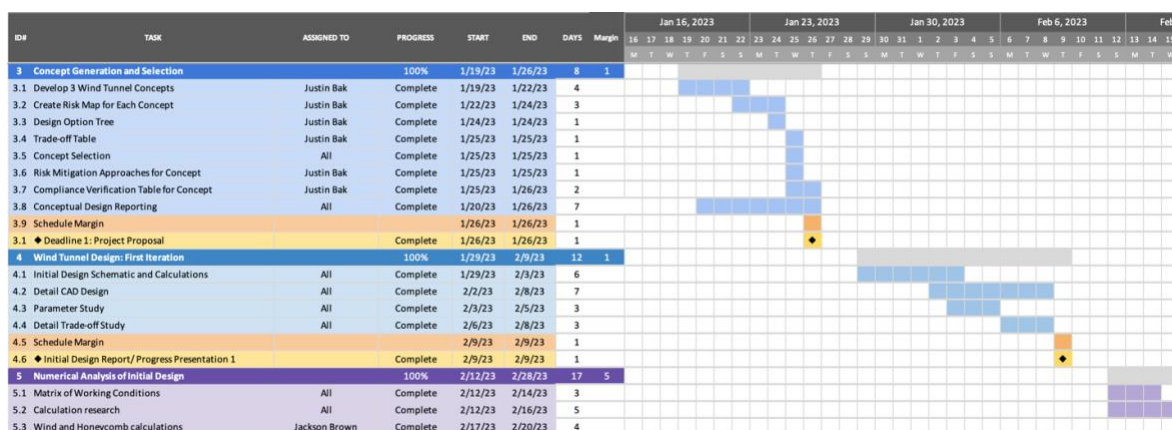 Jan 16, 2023 Jan 23, 2023 Jan 30, 2023 Feb 6, 2023 Feb
ID# TASK ASSIGNED TO PROGRESS START END DAYS Margin 16 17 18 19 20 21 22 23 24 25 26 27 28 29 30 31 1 2 3 4 5 6 7 8 9 10 11 12 13 14 15
M T W T F S S M T W T F S S M T W T F S S M T W T F S S M T W
3 Concept Generation and Selection 100% 1/19/23 1/26/23 8 1
3.1 Develop 3 Wind Tunnel Concepts Justin Bak Complete 1/19/23 1/22/23 4
3.2 Create Risk Map for Each Concept Justin Bak Complete 1/22/23 1/24/23 3
3.3 Design Option Tree Justin Bak Complete 1/24/23 1/24/23 1
3.4 Trade-off Table Justin Bak Complete 1/25/23 1/25/23 1
3.5 Concept Selection All Complete 1/25/23 1/25/23 1
3.6 Risk Mitigation Approaches for Concept Justin Bak Complete 1/25/23 1/25/23 1
3.7 Compliance Verification Table for Concept Justin Bak Complete 1/25/23 1/26/23 2
3.8 Conceptual Design Reporting All Complete 1/20/23 1/26/23 7
3.9 Schedule Margin 1/26/23 1/26/23 1
3.1 ◆ Deadline 1: Project Proposal Complete 1/26/23 1/26/23 1 ◆
4 Wind Tunnel Design: First Iteration 100% 1/29/23 2/9/23 12 1
4.1 Initial Design Schematic and Calculations All Complete 1/29/23 2/3/23 6
4.2 Detail CAD Design All Complete 2/2/23 2/8/23 7
4.3 Parameter Study All Complete 2/3/23 2/5/23 3
4.4 Detail Trade-off Study All Complete 2/6/23 2/8/23 3
4.5 Schedule Margin 2/9/23 2/9/23 1
4.6 ◆ Initial Design Report/ Progress Presentation 1 Complete 2/9/23 2/9/23 1 ◆
5 Numerical Analysis of Initial Design 100% 2/12/23 2/28/23 17 5
5.1 Matrix of Working Conditions All Complete 2/12/23 2/14/23 3
5.2 Calculation research All Complete 2/12/23 2/16/23 5
5.3 Wind and Honeycomb calculations Jackson Brown Complete 2/17/23 2/20/23 4